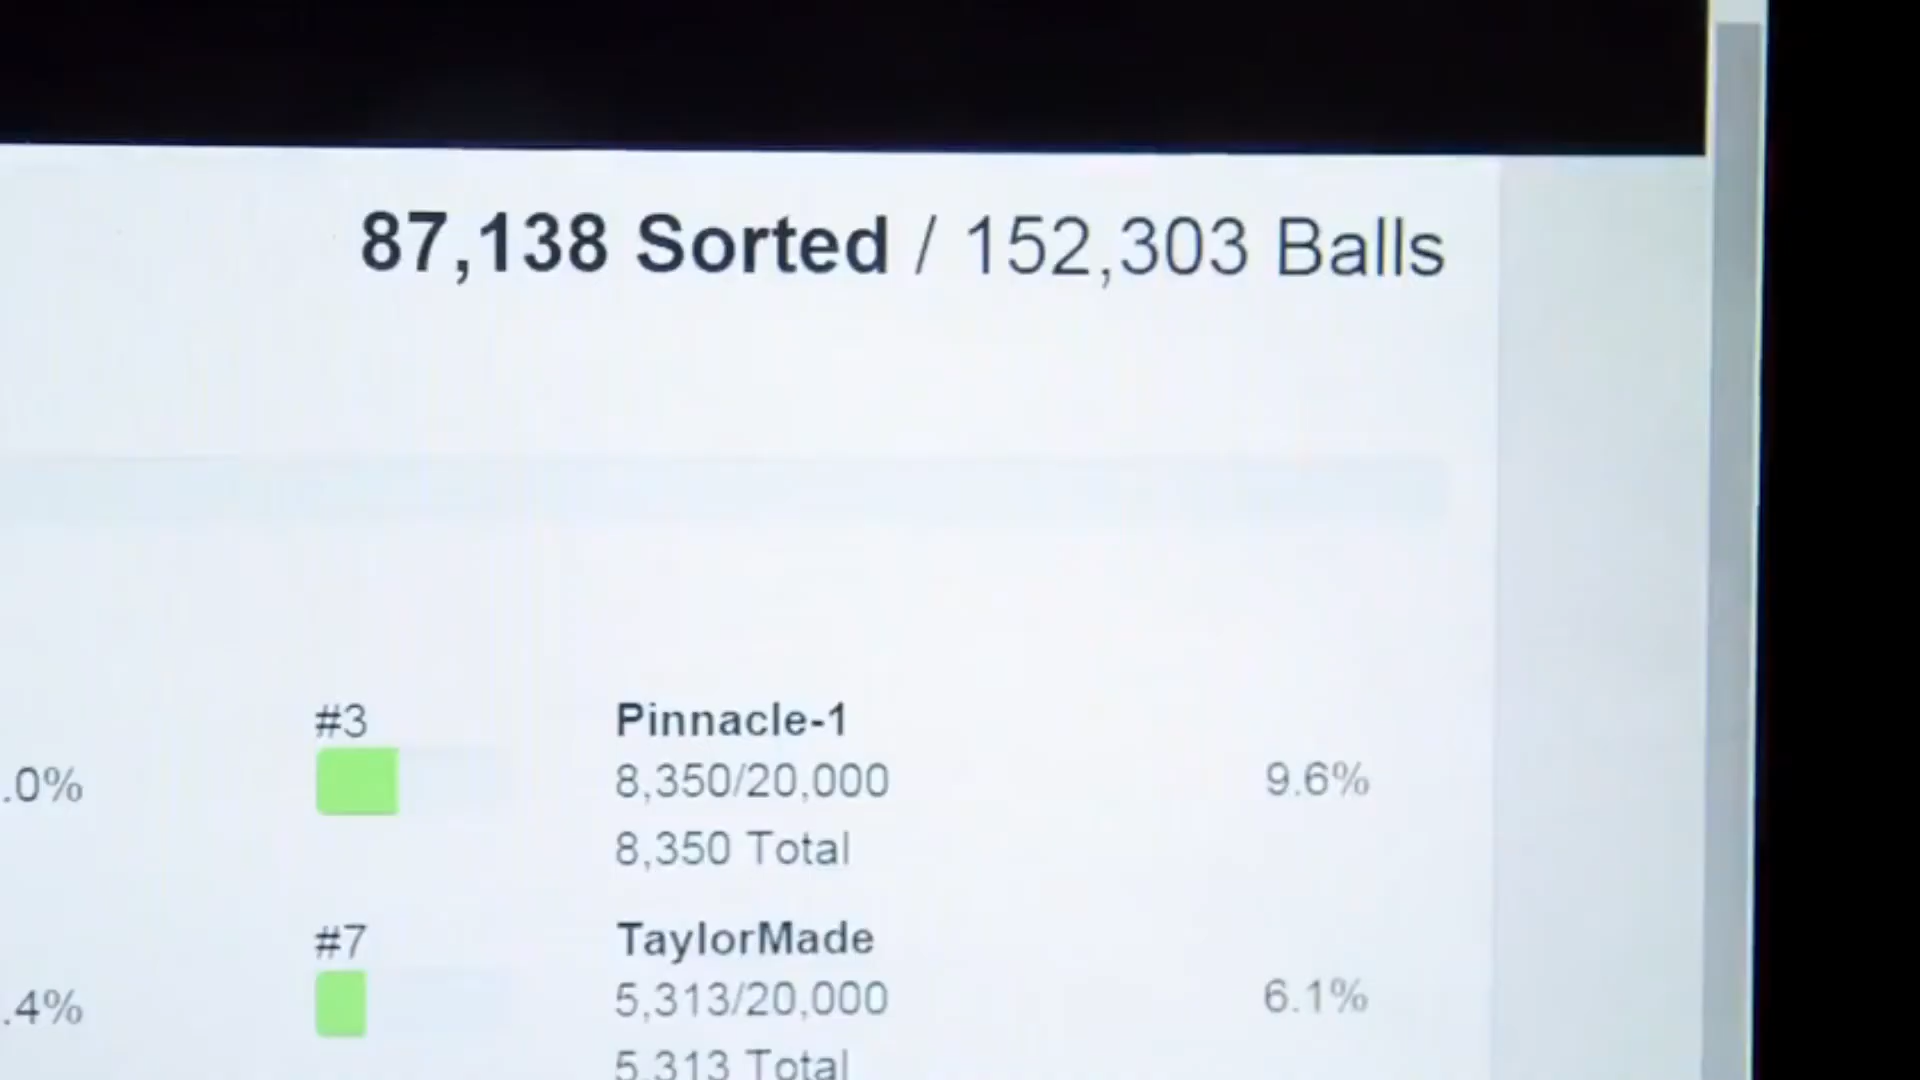 87,138 Sorted / 152,303 Balls
#3 Pinnacle-1
.0% 8,350/20,000 9.6%
8,350 Total
#7 TaylorMade
.4% 5,313/20,000 6.1%
5,313 Total